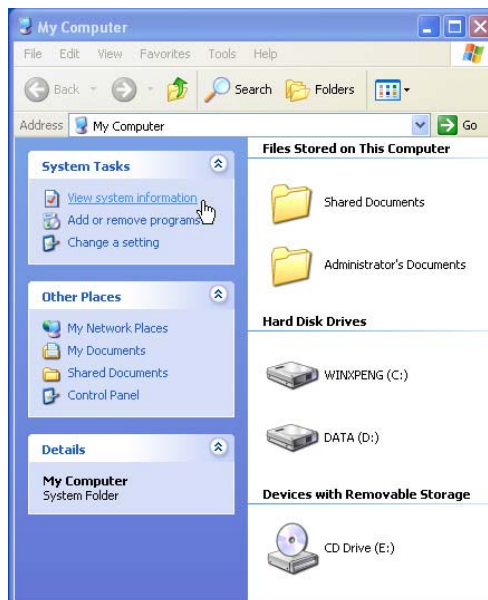 My Computer
File Edit View Favorites Tools Help
Back Search Folders
Address My Computer Go
System Tasks
View system information
Add or remove programs
Change a setting
Other Places
My Network Places
My Documents
Shared Documents
Control Panel
Details
My Computer
System Folder
Files Stored on This Computer
Shared Documents
Administrator's Documents
Hard Disk Drives
WINXPENG (C:)
DATA (D:)
Devices with Removable Storage
CD Drive (E:)